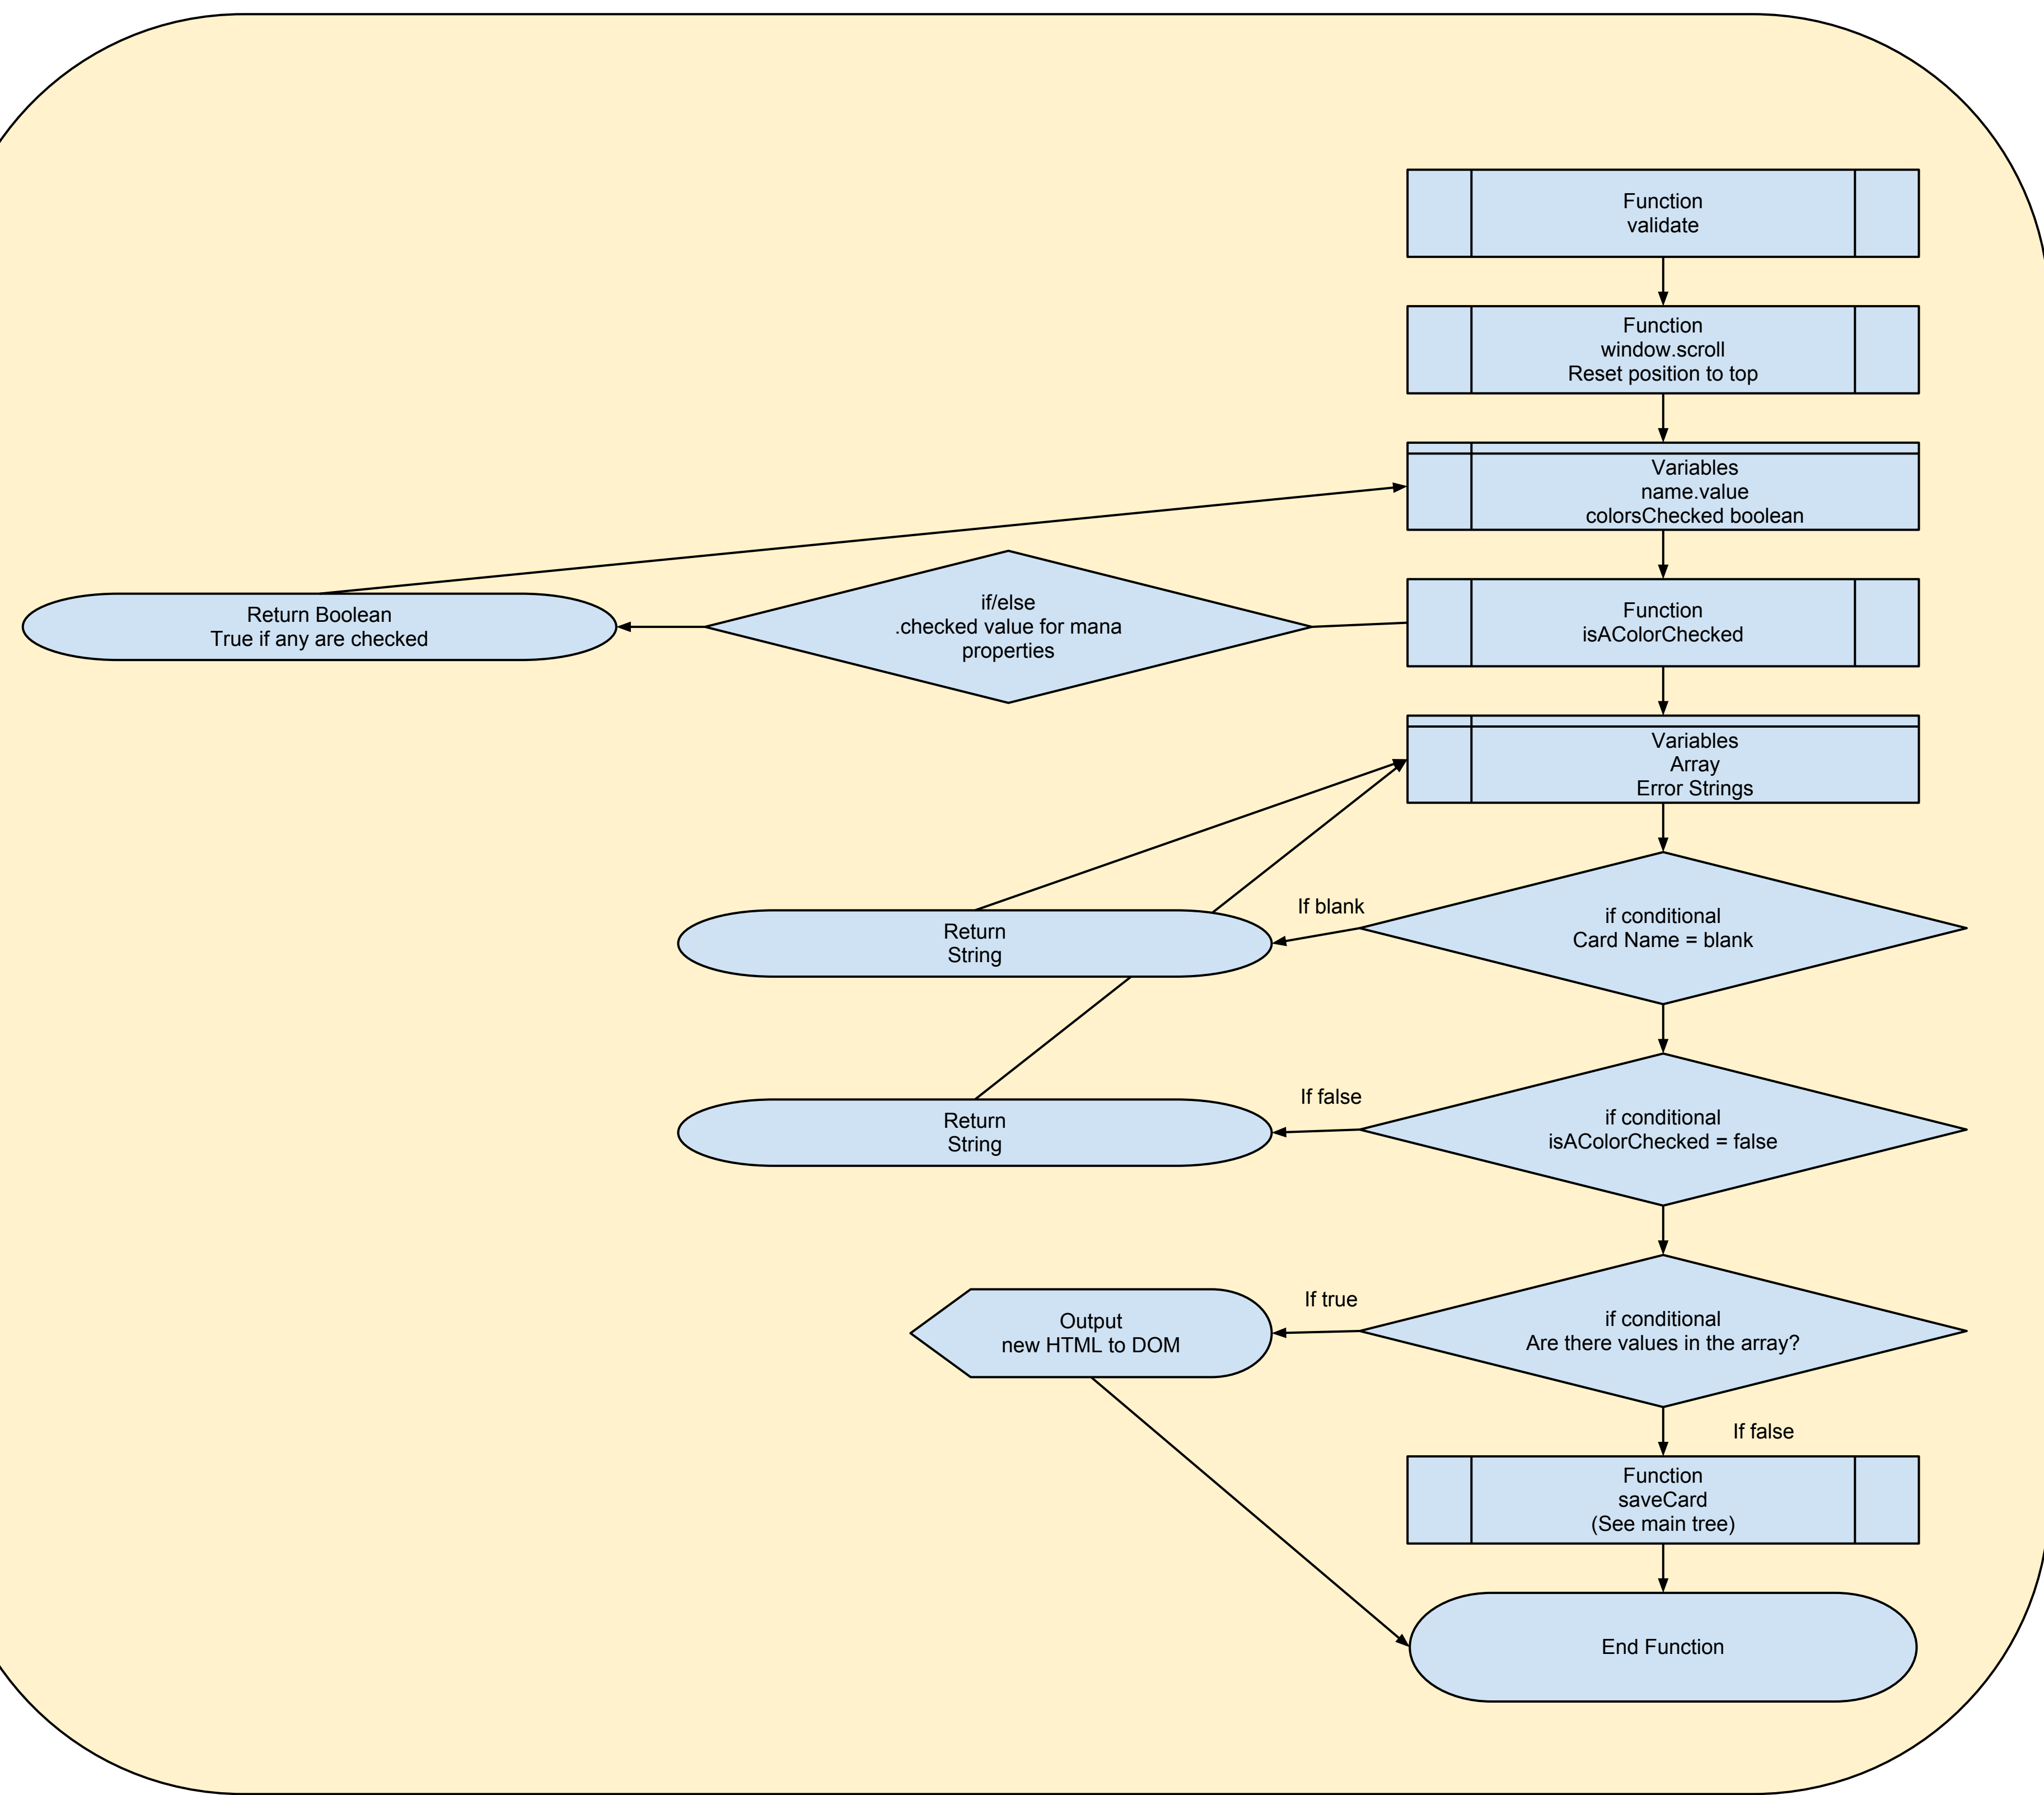 Function
validate
Function
window.scroll
Reset position to top
Variables
name.value
colorsChecked boolean
Function
isAColorChecked
if/else
.checked value for mana
properties
Return Boolean
True if any are checked
Variables
Array
Error Strings
if conditional
Card Name = blank
If blank
Return
String
if conditional
isAColorChecked = false
If false
Return
String
if conditional
Are there values in the array?
If true
Output
new HTML to DOM
If false
Function
saveCard
(See main tree)
End Function